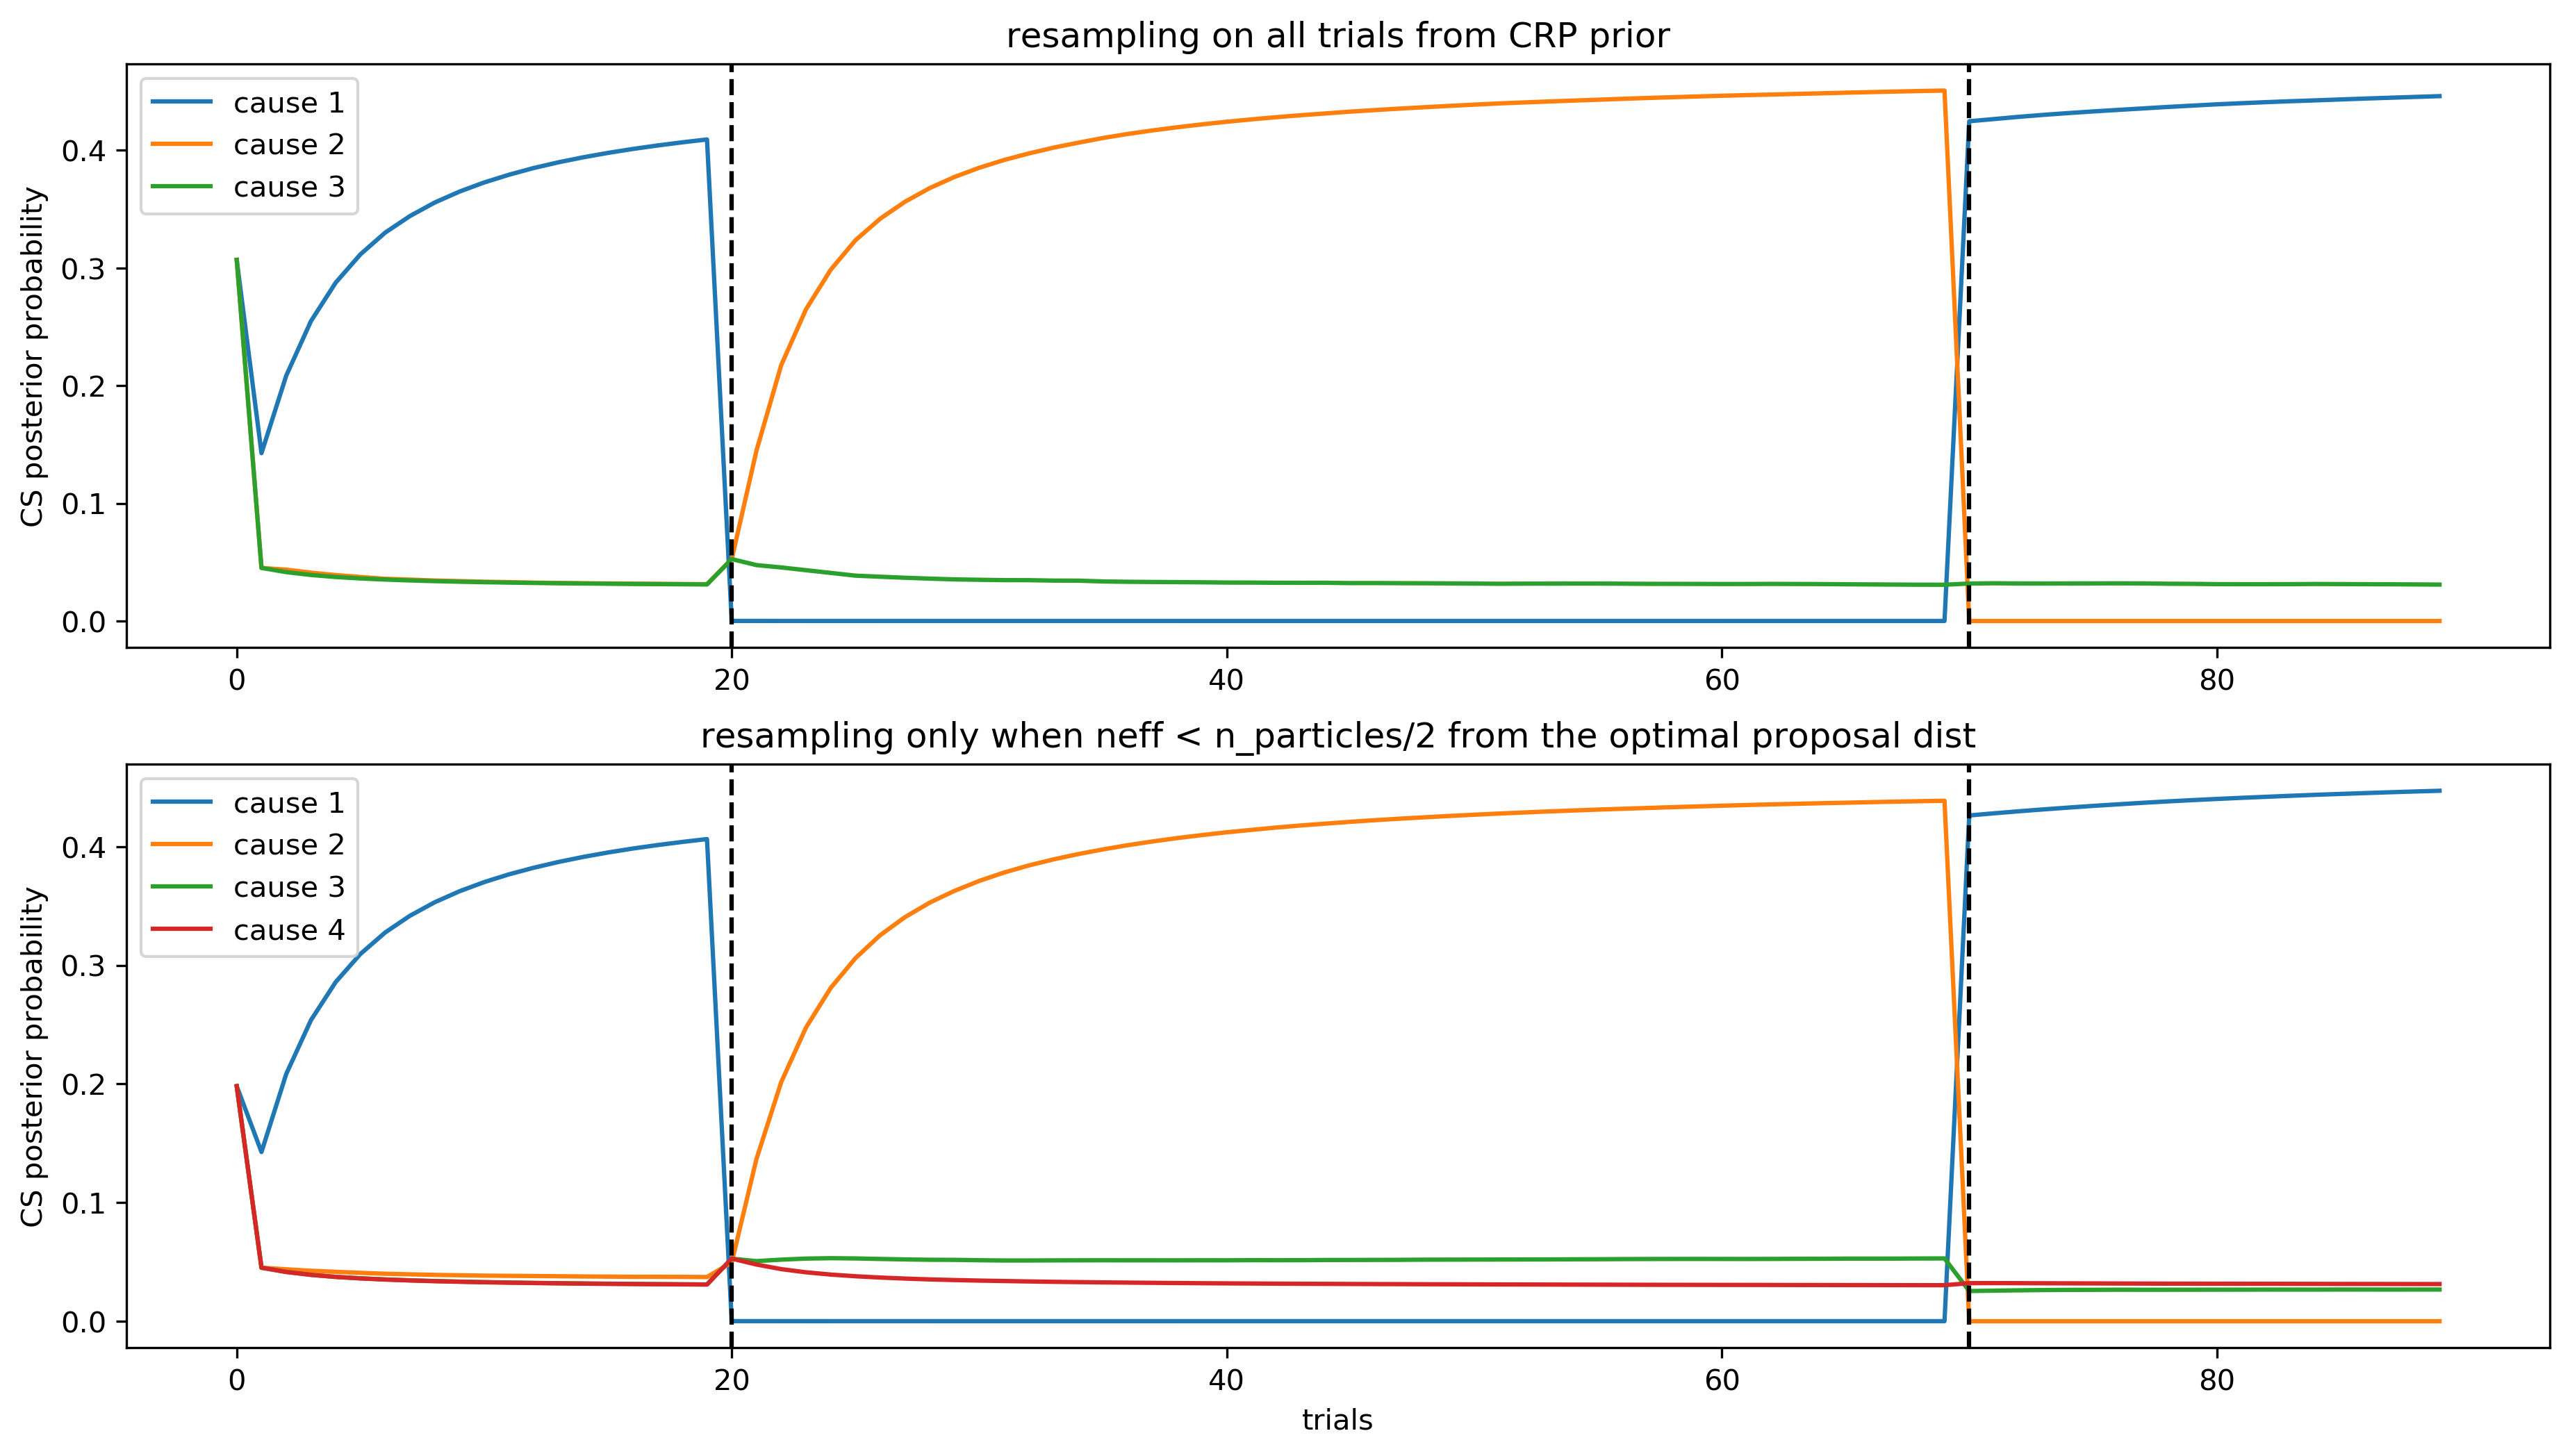 resampling on all trials from CRP prior
cause 1
cause 2
cause 3
CS posterior probability
0.4
0.3
0.2
0.1
0.0
0 20 40 60 80
resampling only when neff < n_particles/2 from the optimal proposal dist
cause 1
cause 2
cause 3
cause 4
CS posterior probability
0.4
0.3
0.2
0.1
0.0
0 20 40 60 80
trials